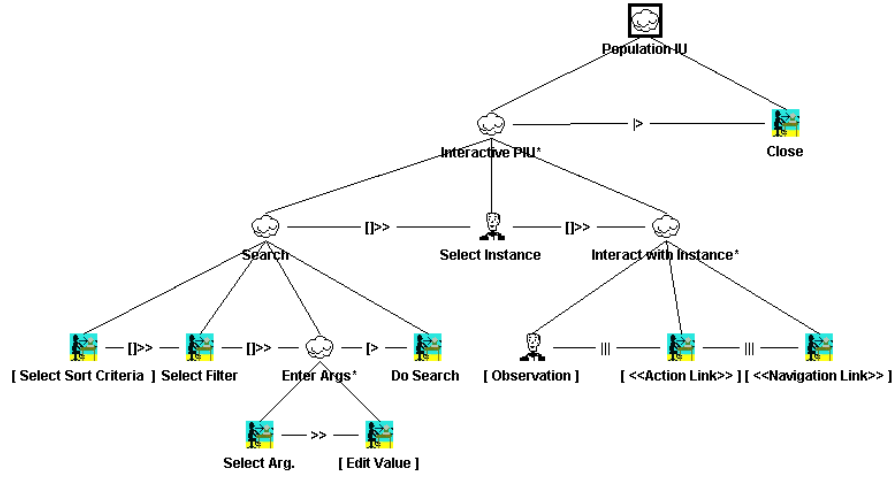 Population IU
Interactive PIU* |> Close
Search []>> Select Instance []>> Interact with Instance*
[ Select Sort Criteria ] []>> Select Filter []>> Enter Args* [> Do Search [ Observation ] ||| [ <<Action Link>> ] ||| [ <<Navigation Link>> ]
Select Arg. >> [ Edit Value ]